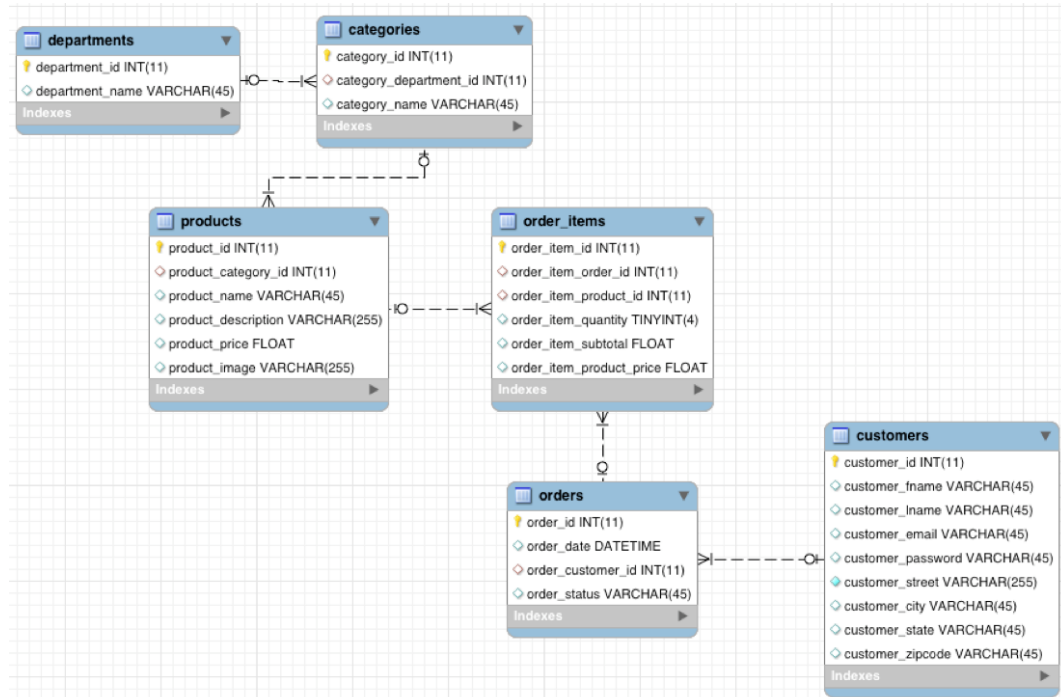 departments
department_id INT(11)
department_name VARCHAR(45)
Indexes
categories
category_id INT(11)
category_department_id INT(11)
category_name VARCHAR(45)
Indexes
products
product_id INT(11)
product_category_id INT(11)
product_name VARCHAR(45)
product_description VARCHAR(255)
product_price FLOAT
product_image VARCHAR(255)
Indexes
order_items
order_item_id INT(11)
order_item_order_id INT(11)
order_item_product_id INT(11)
order_item_quantity TINYINT(4)
order_item_subtotal FLOAT
order_item_product_price FLOAT
Indexes
orders
order_id INT(11)
order_date DATETIME
order_customer_id INT(11)
order_status VARCHAR(45)
Indexes
customers
customer_id INT(11)
customer_fname VARCHAR(45)
customer_lname VARCHAR(45)
customer_email VARCHAR(45)
customer_password VARCHAR(45)
customer_street VARCHAR(255)
customer_city VARCHAR(45)
customer_state VARCHAR(45)
customer_zipcode VARCHAR(45)
Indexes